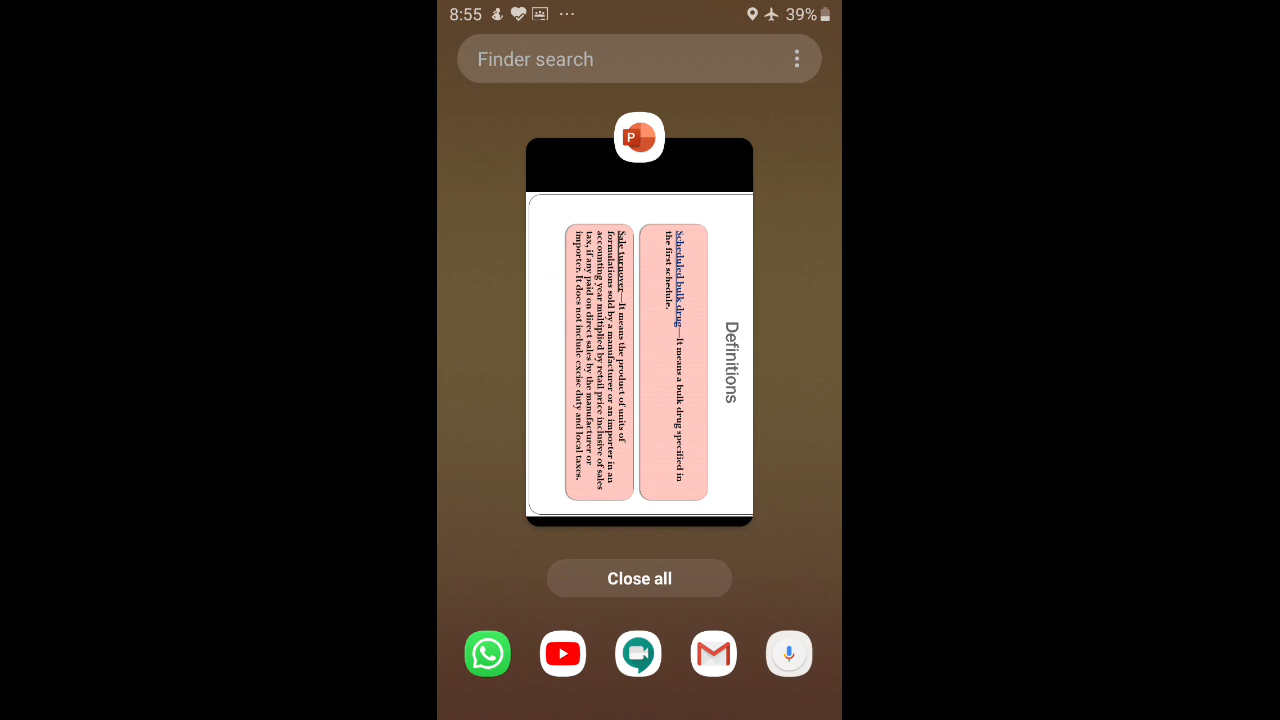 8:55
39%
Finder search
P
Definitions
Scheduled bulk drug—It means a bulk drug specified in
the first schedule.
Sale turnover—It means the product of units of
formulations sold by a manufacturer or an importer in an
accounting year multiplied by retail price inclusive of sales
tax, if any paid on direct sales by the manufacturer or
importer. It does not include excise duty and local taxes.
Close all